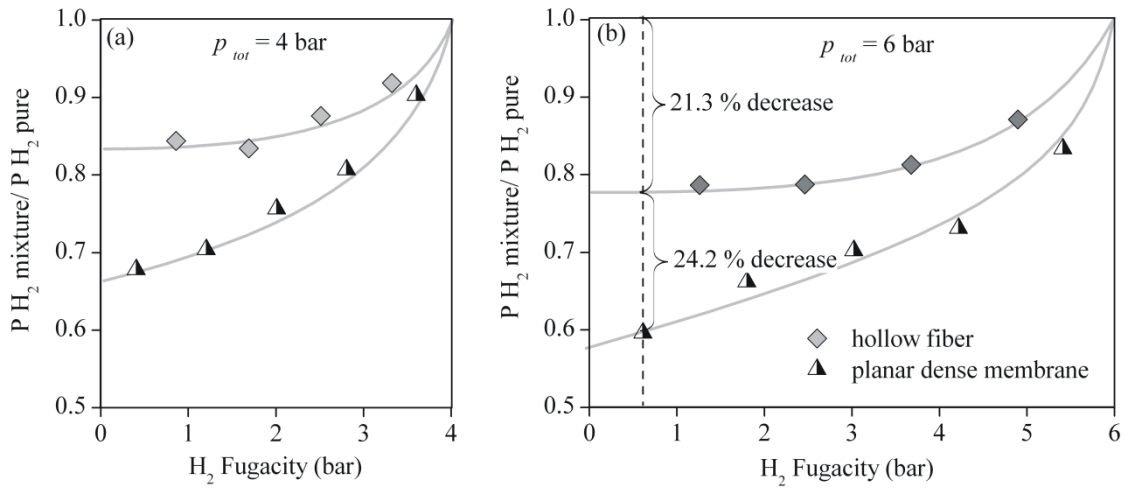 (a)
p tot = 4 bar
P H2 mixture/ P H2 pure
1.0
0.9
0.8
0.7
0.6
0.5
0
1
2
3
4
H2 Fugacity (bar)
(b)
p tot = 6 bar
21.3 % decrease
24.2 % decrease
hollow fiber
planar dense membrane
P H2 mixture/ P H2 pure
1.0
0.9
0.8
0.7
0.6
0.5
0
1
2
3
4
5
6
H2 Fugacity (bar)